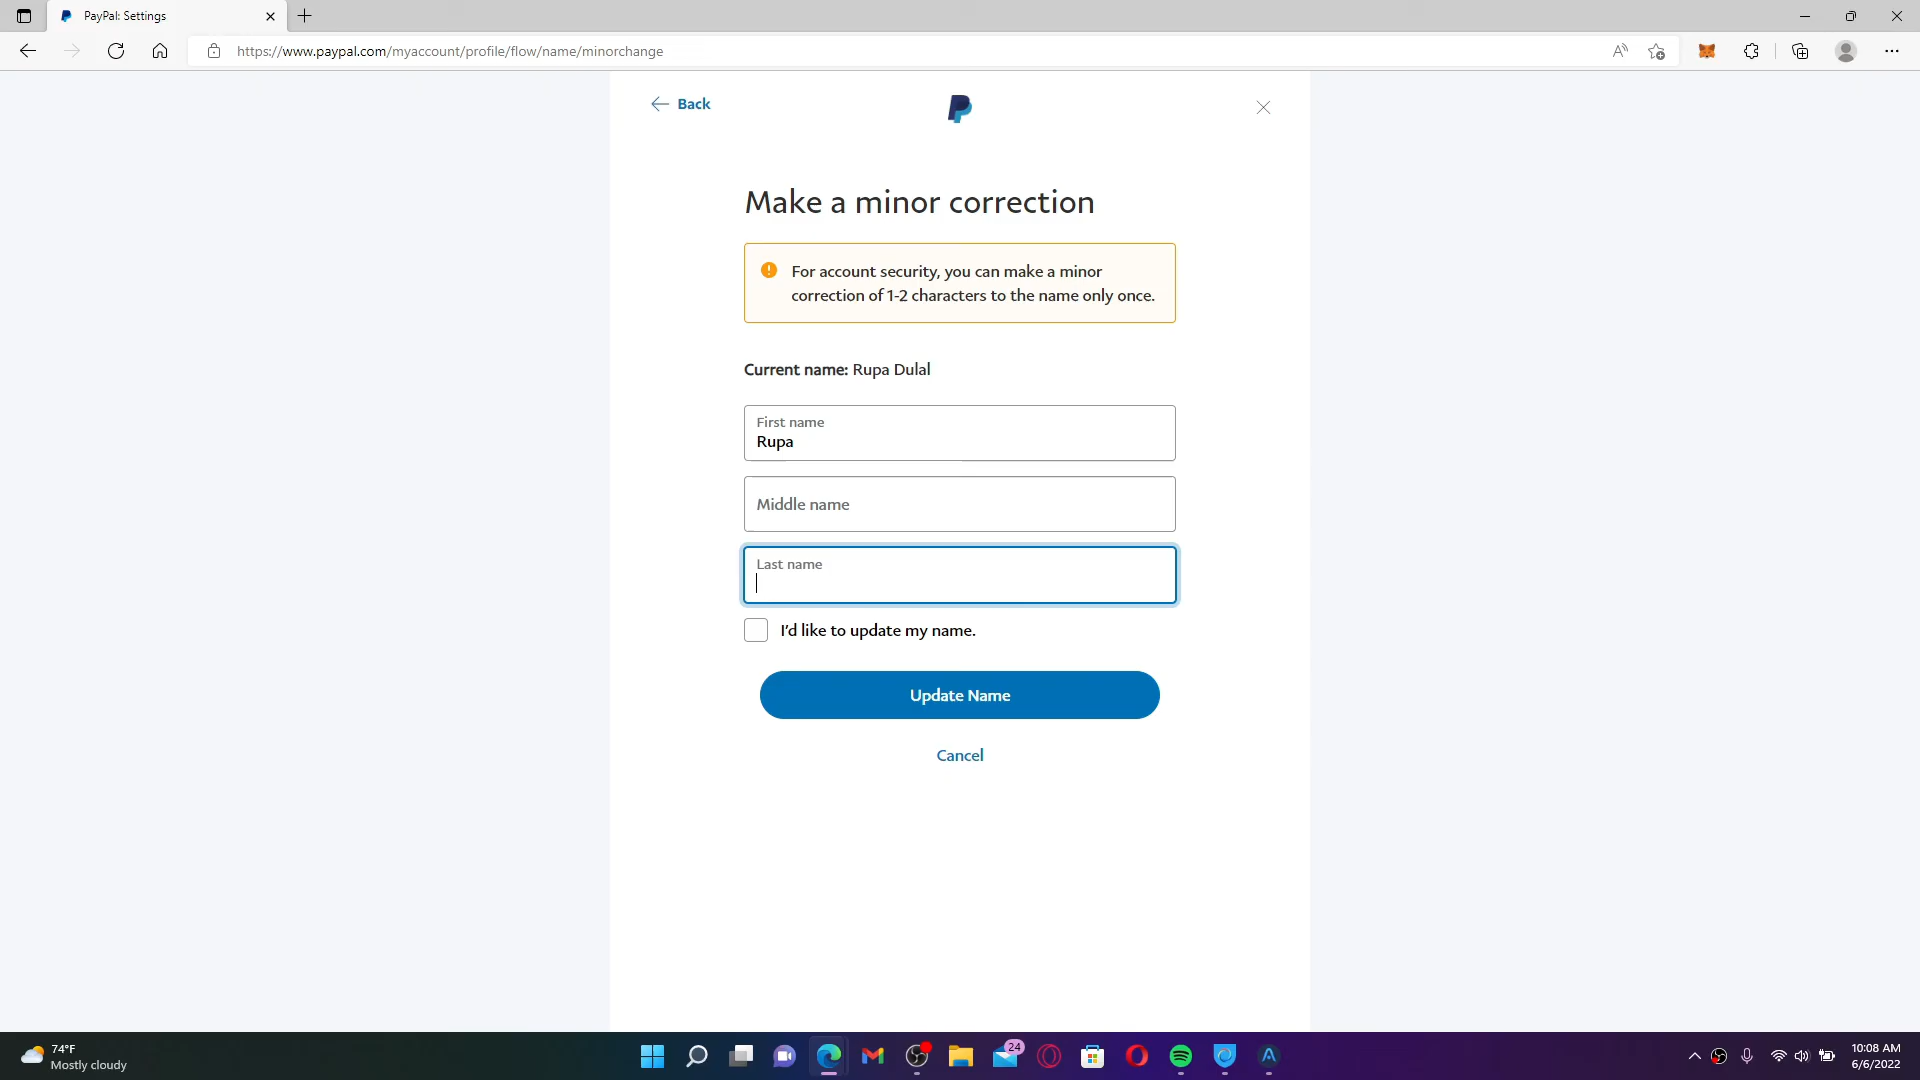 PayPal: Settings
https://www.paypal.com/myaccount/profile/flow/name/minorchange
Back
Make a minor correction
For account security, you can make a minor
correction of 1-2 characters to the name only once.
Current name: Rupa Dulal
First name
Rupa
Middle name
Last name
I'd like to update my name.
Update Name
Cancel
74°F
Mostly cloudy
24
10:08 AM
6/6/2022